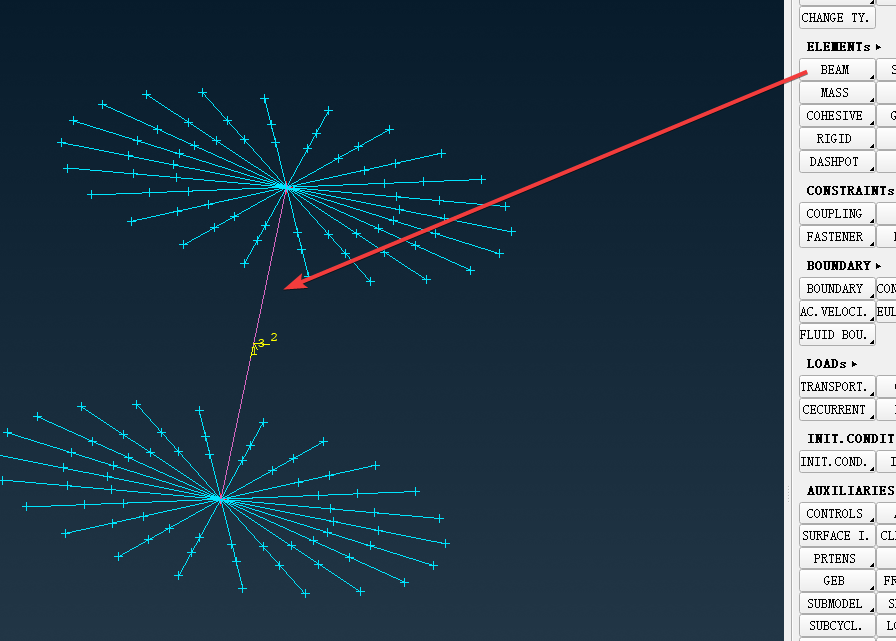 CHANGE TY.
ELEMENTs
BEAM S
MASS
COHESIVE G
RIGID
DASHPOT
CONSTRAINTs
COUPLING
FASTENER
BOUNDARY
BOUNDARY CON
AC.VELOCI. EUL
FLUID BOU.
3 2
1
LOADs
TRANSPORT.
CECURRENT
INIT.CONDIT
INIT.COND. I
AUXILIARIES
CONTROLS
SURFACE I. CL
PRTENS
GEB FR
SUBMODEL S
SUBCYCL. LO